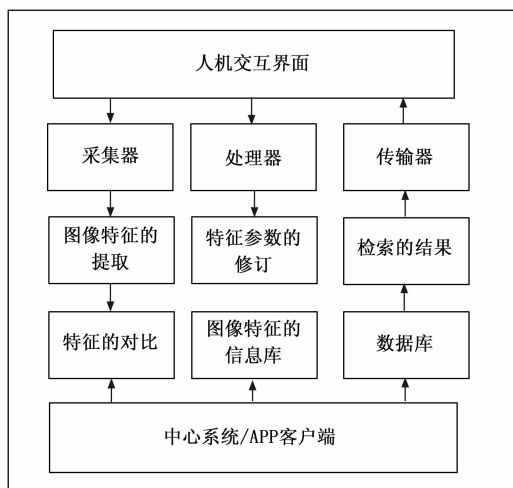 人机交互界面
采集器
处理器
传输器
图像特征的
提取
特征参数的
修订
检索的结果
特征的对比
图像特征的
信息库
数据库
中心系统/APP客户端